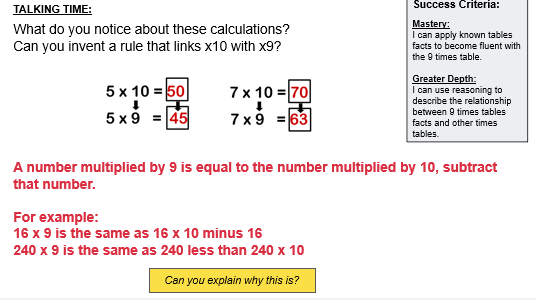 TALKING TIME:
What do you notice about these calculations?
Can you invent a rule that links x10 with x9?
5 x 10 = 50
5 x 9 = 45
7 x 10 = 70
7 x 9 = 63
Success Criteria:
Mastery:
I can apply known tables
facts to become fluent with
the 9 times table.
Greater Depth:
I can use reasoning to
describe the relationship
between 9 times tables
facts and other times
tables.
A number multiplied by 9 is equal to the number multiplied by 10, subtract
that number.
For example:
16 x 9 is the same as 16 x 10 minus 16
240 x 9 is the same as 240 less than 240 x 10
Can you explain why this is?